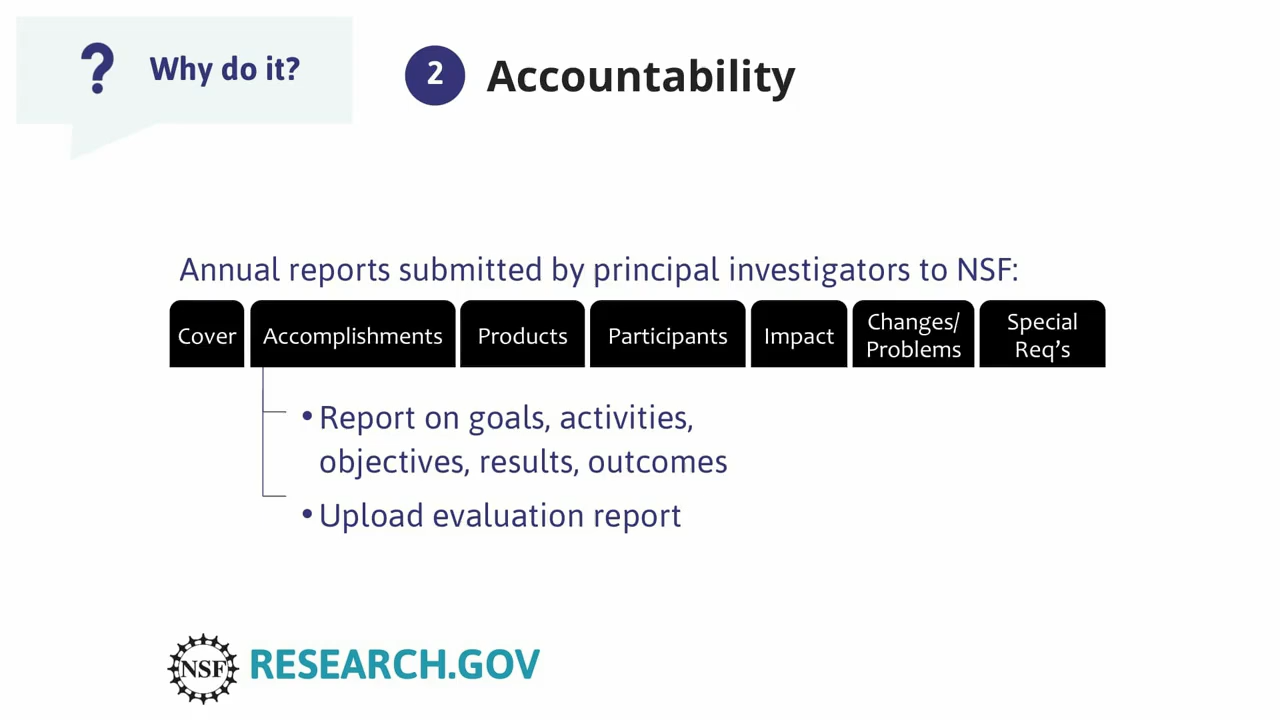 ? Why do it?
2 Accountability
Annual reports submitted by principal investigators to NSF:
Cover Accomplishments Products Participants Impact Changes/ Problems Special Req's
• Report on goals, activities,
objectives, results, outcomes
• Upload evaluation report
NSF RESEARCH.GOV